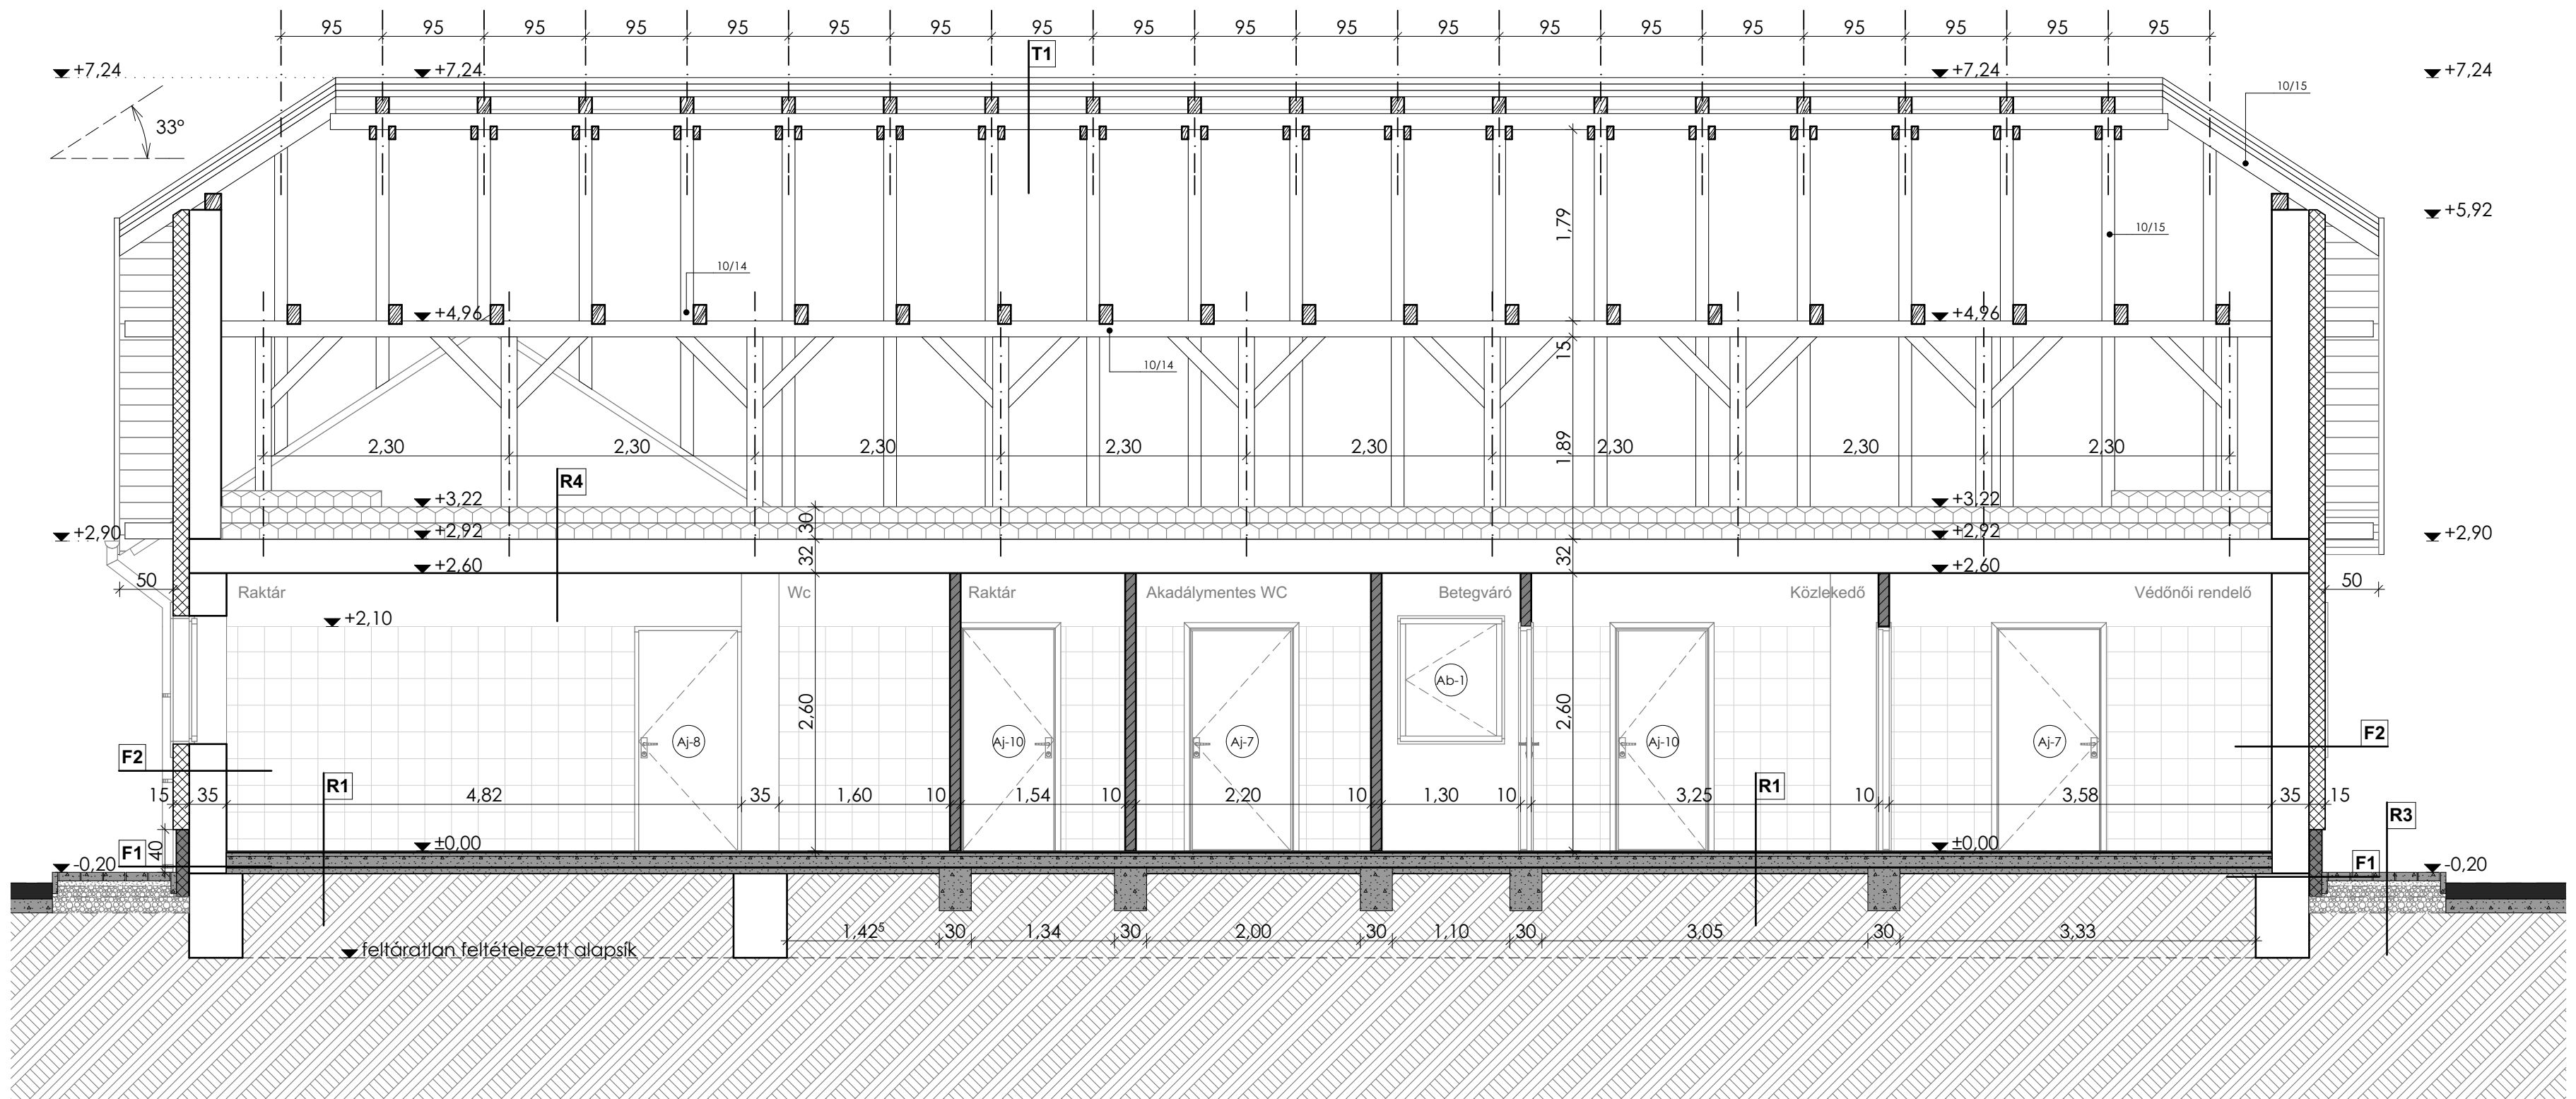 95 95 95 95 95 95 95 95 95 95 95 95 95 95 95 95 95 95 95
T1
+7,24 +7,24 +7,24 +7,24
10/15
33°
+5,92
1,79
10/15
10/14
+4,96 +4,96
15
10/14
2,30 2,30 2,30 2,30 2,30 2,30 2,30 2,30
1,89
R4
+3,22 +3,22
30
+2,90 +2,92 +2,92 +2,90
32 32
+2,60 +2,60
50 50
Raktár Wc Raktár Akadálymentes WC Betegváró Közlekedő Védőnői rendelő
+2,10
Ab-1
2,60 2,60
Aj-8 Aj-10 Aj-7 Aj-10 Aj-7
F2 F2
R1 R1
15 35 4,82 35 1,60 10 1,54 10 2,20 10 1,30 10 3,25 10 3,58 35 15
R3
40
F1 F1
±0,00 ±0,00
-0,20 -0,20
1,42⁵ 30 1,34 30 2,00 30 1,10 30 3,05 30 3,33
feltáratlan feltételezett alapsík